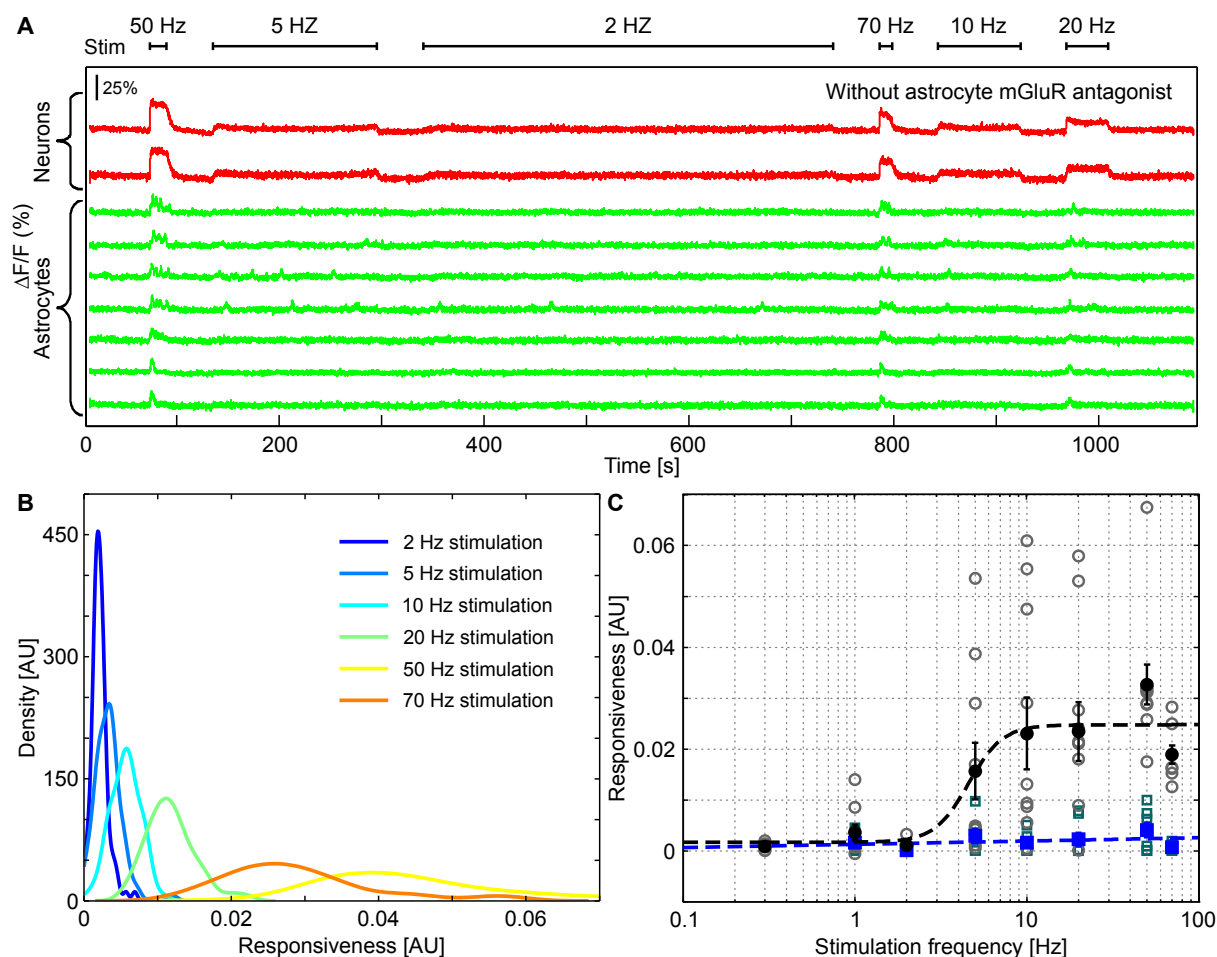 A
Stim
50 Hz
5 HZ
2 HZ
70 Hz
10 Hz
20 Hz
25%
Without astrocyte mGluR antagonist
Neurons
ΔF/F (%)
Astrocytes
0 200 400 600 800 1000
Time [s]
B
450
300
150
0
Density [AU]
2 Hz stimulation
5 Hz stimulation
10 Hz stimulation
20 Hz stimulation
50 Hz stimulation
70 Hz stimulation
0 0.02 0.04 0.06
Responsiveness [AU]
C
0.06
0.04
0.02
0
Responsiveness [AU]
0.1 1 10 100
Stimulation frequency [Hz]